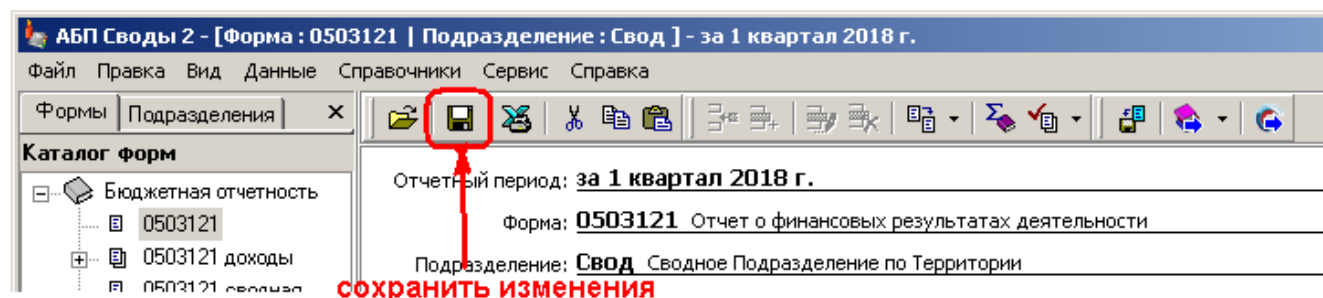 АБП Своды 2 - [Форма : 0503121 | Подразделение : Свод ] - за 1 квартал 2018 г.
Файл Правка Вид Данные Справочники Сервис Справка
Формы Подразделения
Каталог форм
Бюджетная отчетность
0503121
0503121 доходы
0503121 сводная
Отчетный период: за 1 квартал 2018 г.
Форма: 0503121 Отчет о финансовых результатах деятельности
Подразделение: Свод Сводное Подразделение по Территории
сохранить изменения